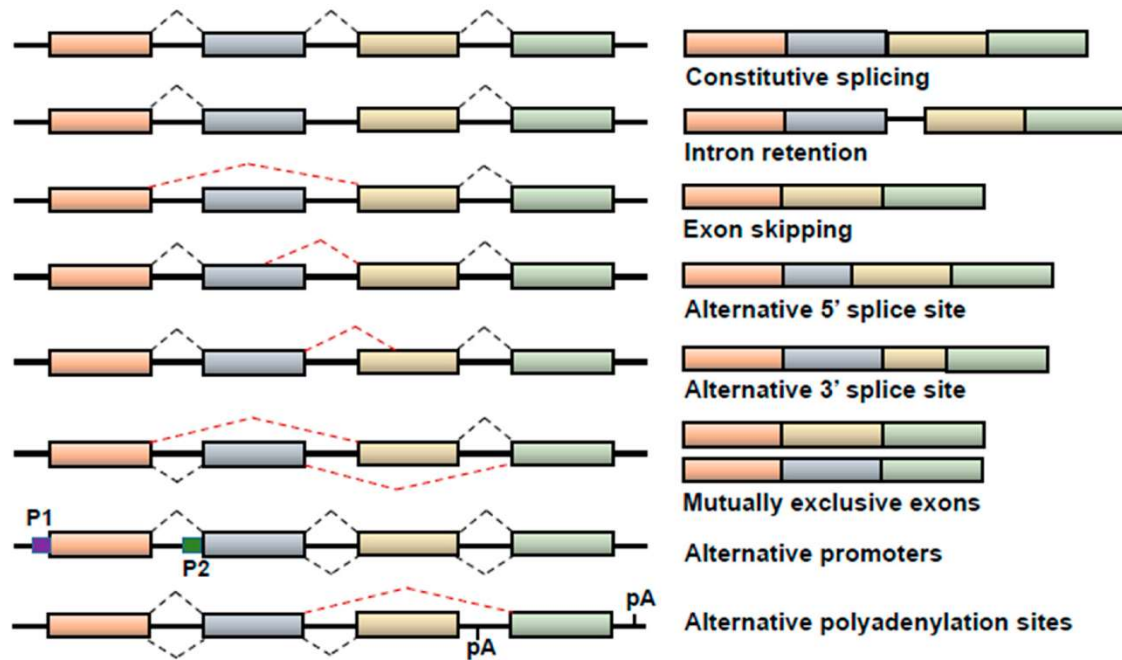 Constitutive splicing
Intron retention
Exon skipping
Alternative 5’ splice site
Alternative 3’ splice site
Mutually exclusive exons
P1
P2
Alternative promoters
pA
pA
Alternative polyadenylation sites